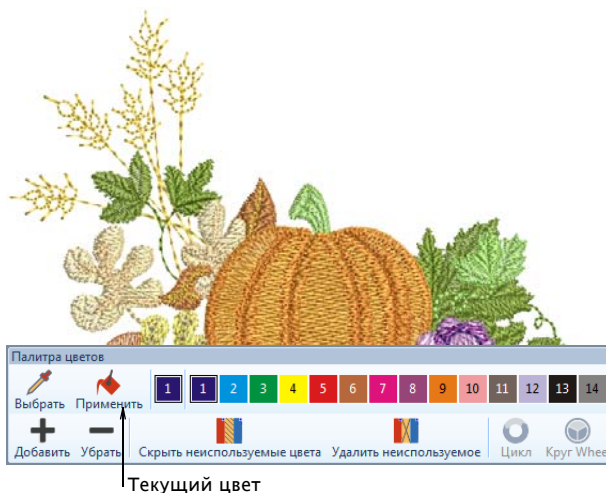 Палитра цветов
Выбрать Применить 1 1 2 3 4 5 6 7 8 9 10 11 12 13 14
Добавить Убрать Скрыть неиспользуемые цвета Удалить неиспользуемое Цикл Круг Whee
Текущий цвет